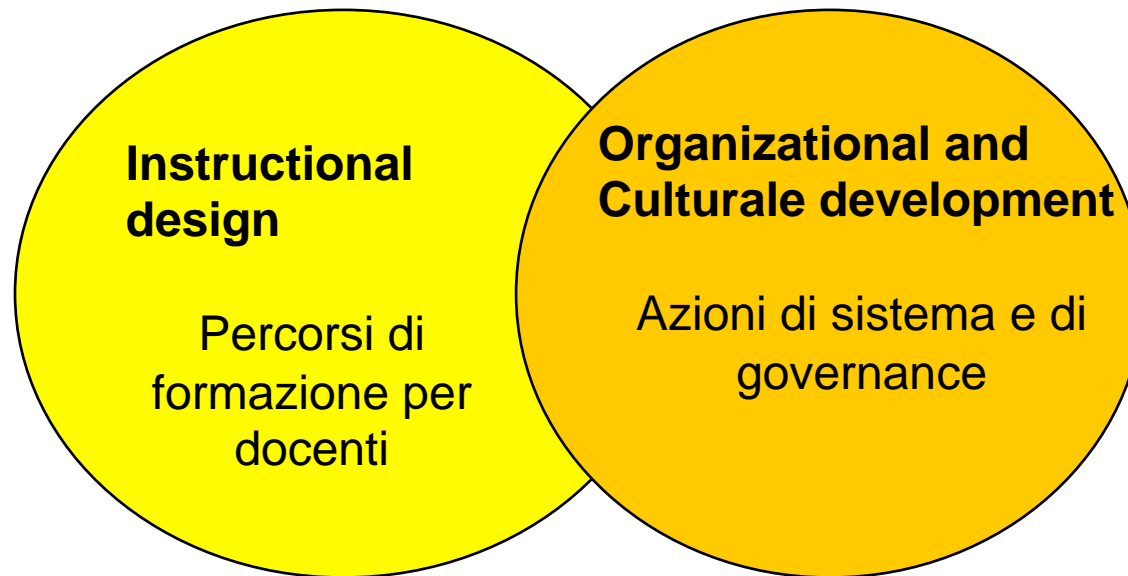 Instructional
design
Percorsi di
formazione per
docenti
Organizational and
Culturale development
Azioni di sistema e di
governance